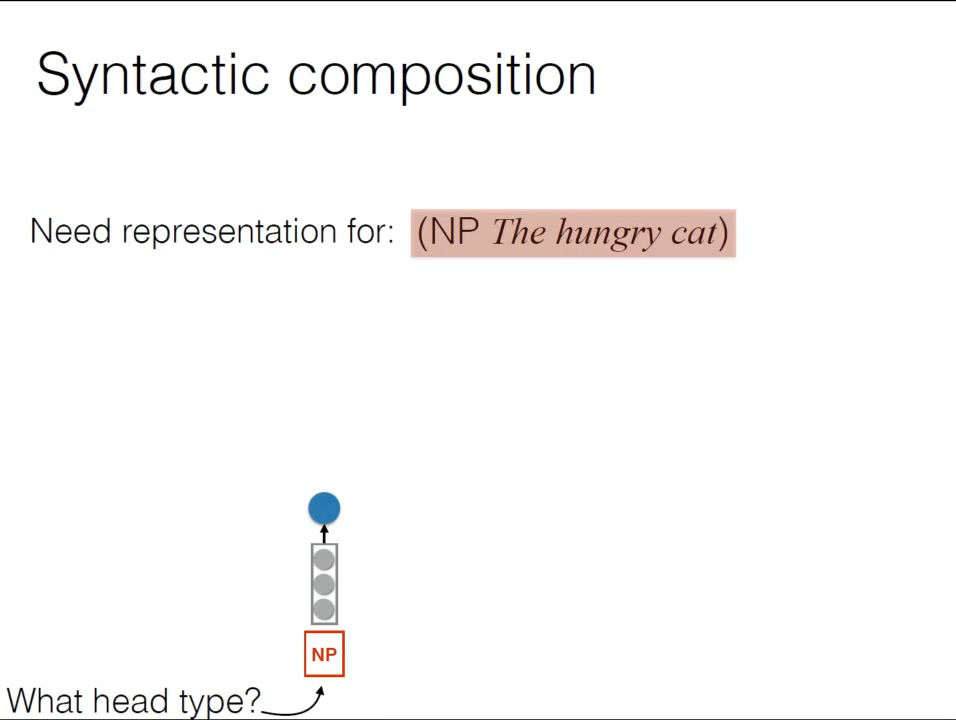 Syntactic composition
Need representation for: (NP The hungry cat)
NP
What head type?